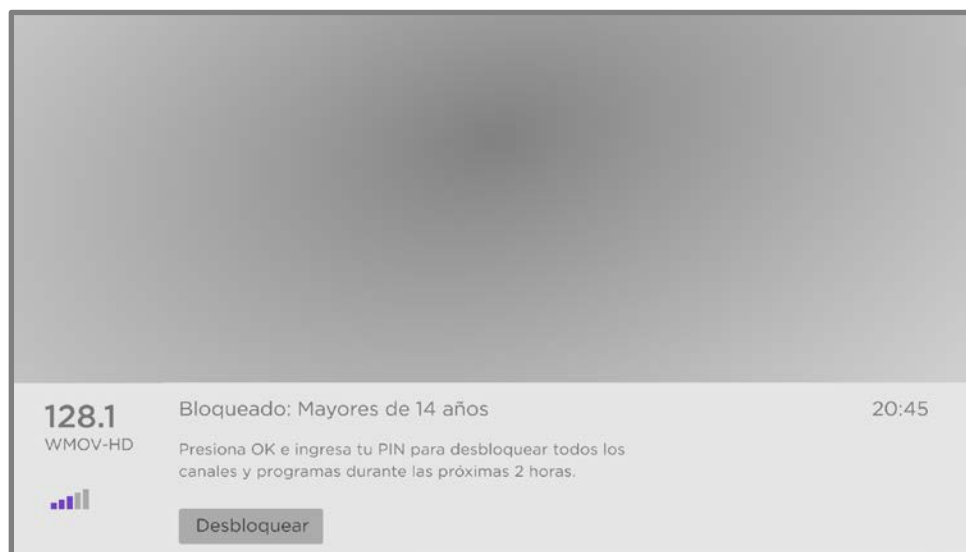 128.1
WMOV-HD
Bloqueado: Mayores de 14 años
20:45
Presiona OK e ingresa tu PIN para desbloquear todos los
canales y programas durante las próximas 2 horas.
Desbloquear